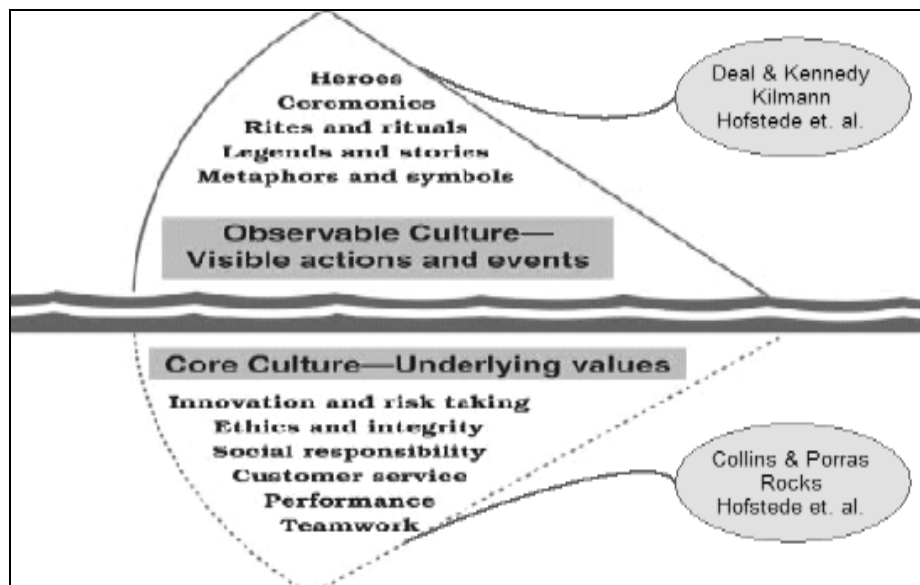 Heroes
Ceremonies
Rites and rituals
Legends and stories
Metaphors and symbols
Deal & Kennedy
Kilmann
Hofstede et. al.
Observable Culture—
Visible actions and events
Core Culture—Underlying values
Innovation and risk taking
Ethics and integrity
Social responsibility
Customer service
Performance
Teamwork
Collins & Porras
Rocks
Hofstede et. al.